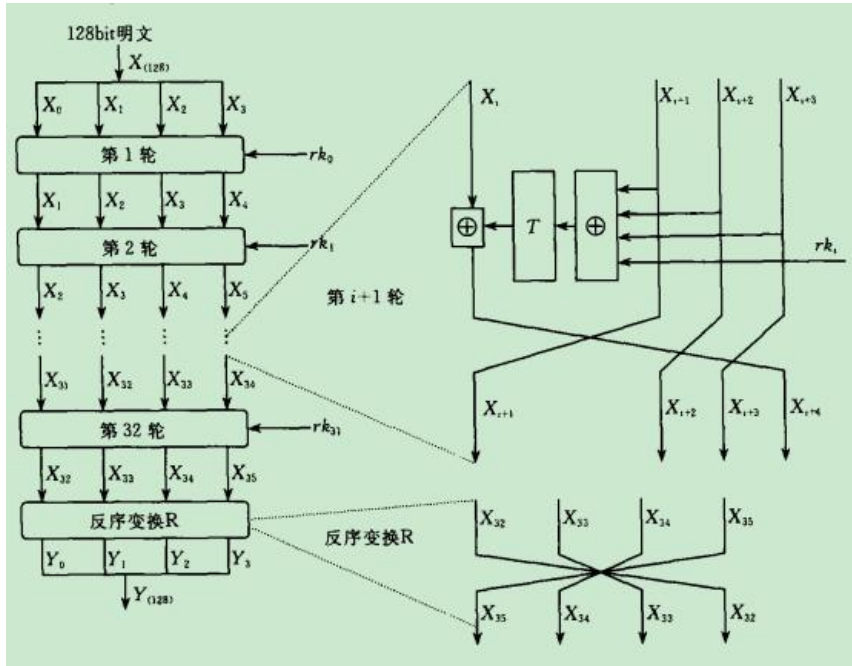 128bit明文
X(128)
X0 X1 X2 X3
第 1 轮
rk0
X1 X2 X3 X4
第 2 轮
rk1
X2 X3 X4 X5
⋮ ⋮ ⋮ ⋮
X31 X32 X33 X34
第 32 轮
rk31
X32 X33 X34 X35
反序变换R
Y0 Y1 Y2 Y3
Y(128)
Xi Xi+1 Xi+2 Xi+3
⊕ T ⊕
rki
第 i+1 轮
Xi+1 Xi+2 Xi+3 Xi+4
X32 X33 X34 X35
反序变换R
X35 X34 X33 X32